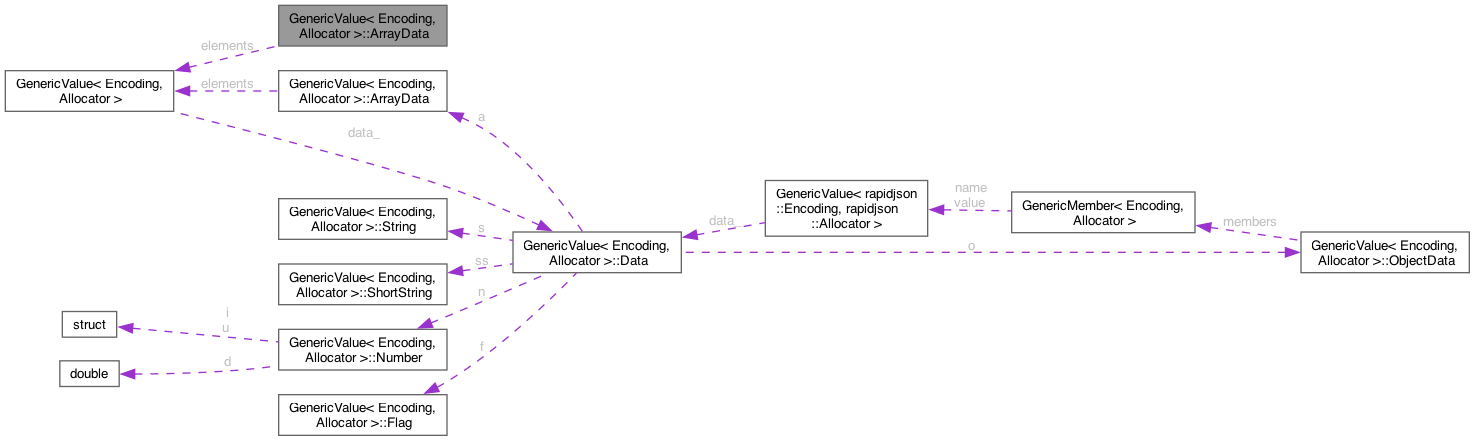 GenericValue< Encoding,
Allocator >::ArrayData
elements
GenericValue< Encoding,
Allocator >
elements
GenericValue< Encoding,
Allocator >::ArrayData
data_
a
GenericValue< Encoding,
Allocator >::String
s
GenericValue< Encoding,
Allocator >::ShortString
ss
GenericValue< Encoding,
Allocator >::Data
data_
GenericValue< rapidjson
::Encoding, rapidjson
::Allocator >
name
value
GenericMember< Encoding,
Allocator >
members
o
GenericValue< Encoding,
Allocator >::ObjectData
struct
i
u
n
GenericValue< Encoding,
Allocator >::Number
double
d
f
GenericValue< Encoding,
Allocator >::Flag